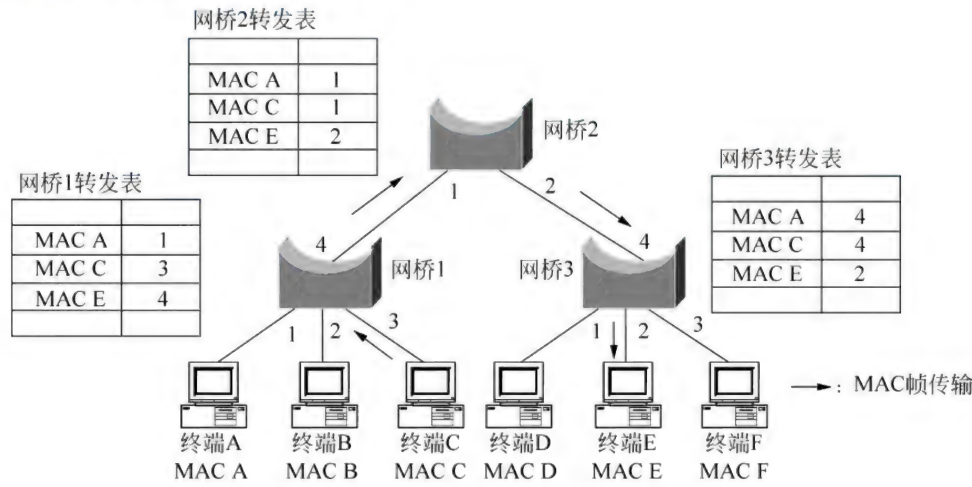 网桥2转发表
MAC A 1
MAC C 1
MAC E 2
网桥2
1 2
网桥1转发表
MAC A 1
MAC C 3
MAC E 4
网桥3转发表
MAC A 4
MAC C 4
MAC E 2
4 网桥1
网桥3 4
1 2 3
1 2 3
:MAC帧传输
终端A 终端B 终端C 终端D 终端E 终端F
MAC A MAC B MAC C MAC D MAC E MAC F